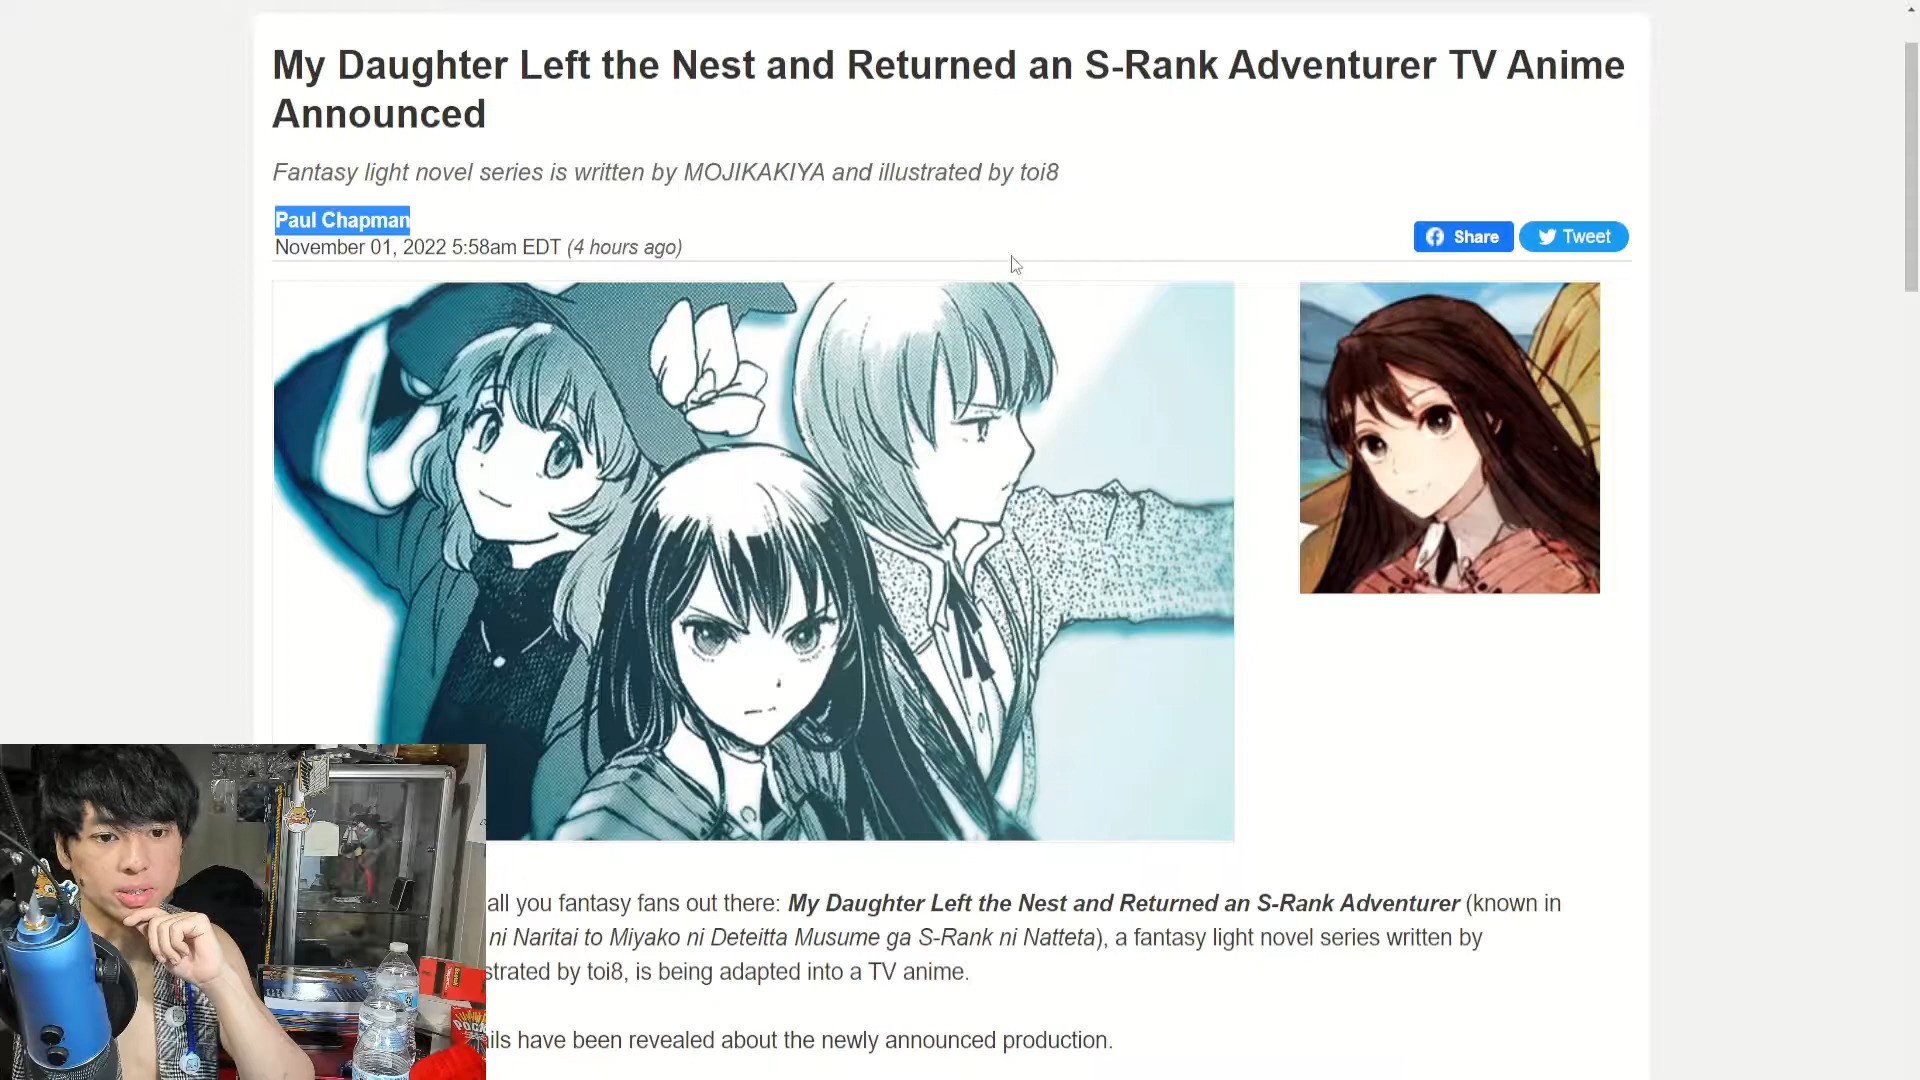 My Daughter Left the Nest and Returned an S-Rank Adventurer TV Anime
Announced
Fantasy light novel series is written by MOJIKAKIYA and illustrated by toi8
Paul Chapman
November 01, 2022 5:58am EDT (4 hours ago)
Share
Tweet
all you fantasy fans out there: My Daughter Left the Nest and Returned an S-Rank Adventurer (known in
ni Naritai to Miyako ni Deteitta Musume ga S-Rank ni Natteta), a fantasy light novel series written by
strated by toi8, is being adapted into a TV anime.
ils have been revealed about the newly announced production.